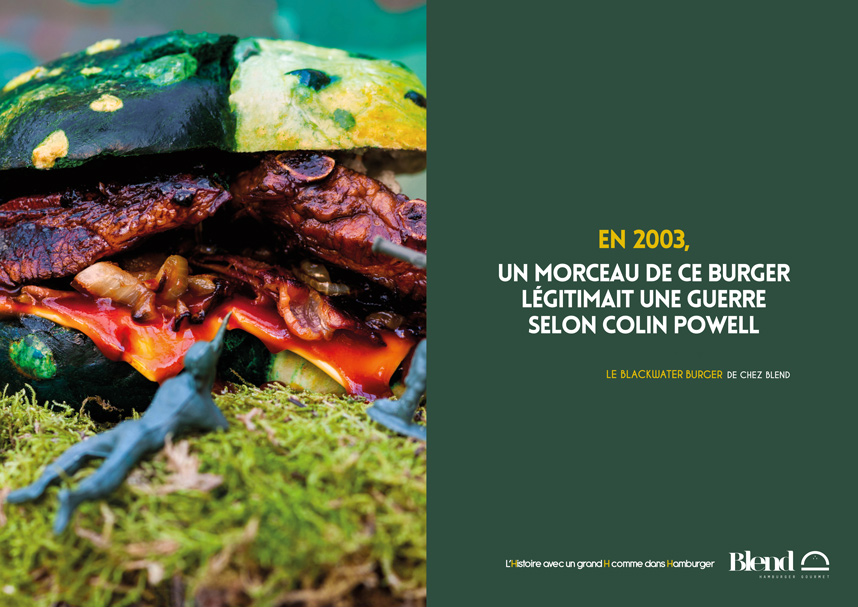 EN 2003,
UN MORCEAU DE CE BURGER
LÉGITIMAIT UNE GUERRE
SELON COLIN POWELL
LE BLACKWATER BURGER DE CHEZ BLEND
L'Histoire avec un grand H comme dans Hamburger
Blend
HAMBURGER GOURMET